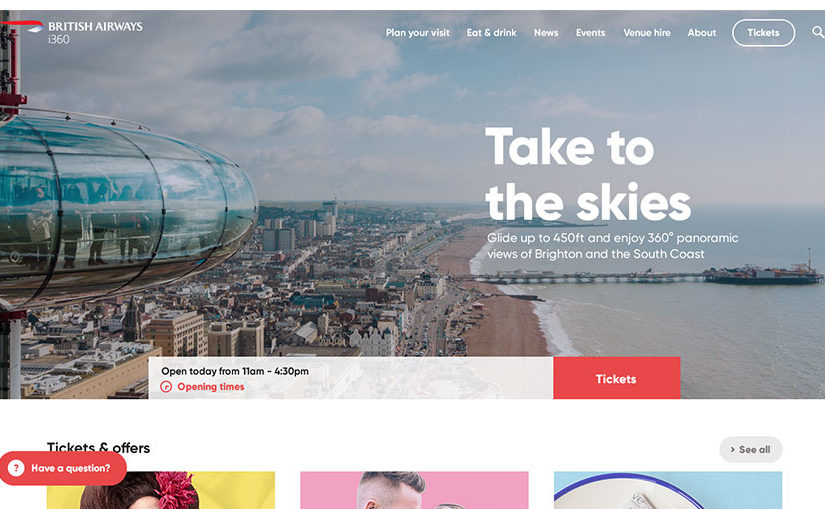 BRITISH AIRWAYS
i360
Plan your visit Eat & drink News Events Venue hire About Tickets
Take to
the skies
Glide up to 450ft and enjoy 360° panoramic
views of Brighton and the South Coast
Open today from 11am - 4:30pm
Opening times
Tickets
Tickets & offers
See all
? Have a question?